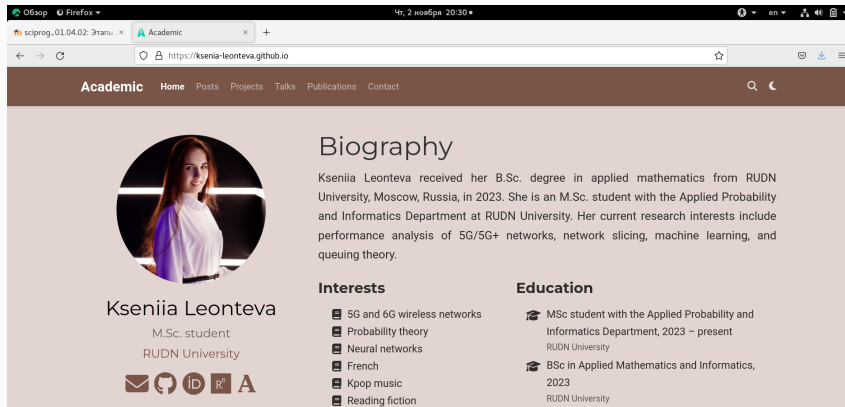 Обзор Firefox Чт, 2 ноября 20:30 en
sciprog_01.04.02: Этапы Academic
https://ksenia-leonteva.github.io
Academic Home Posts Projects Talks Publications Contact
Biography
Kseniia Leonteva received her B.Sc. degree in applied mathematics from RUDN
University, Moscow, Russia, in 2023. She is an M.Sc. student with the Applied Probability
and Informatics Department at RUDN University. Her current research interests include
performance analysis of 5G/5G+ networks, network slicing, machine learning, and
queuing theory.
Kseniia Leonteva
M.Sc. student
RUDN University
iD R⁶ A
Interests
5G and 6G wireless networks
Probability theory
Neural networks
French
Kpop music
Reading fiction
Education
MSc student with the Applied Probability and
Informatics Department, 2023 – present
RUDN University
BSc in Applied Mathematics and Informatics,
2023
RUDN University